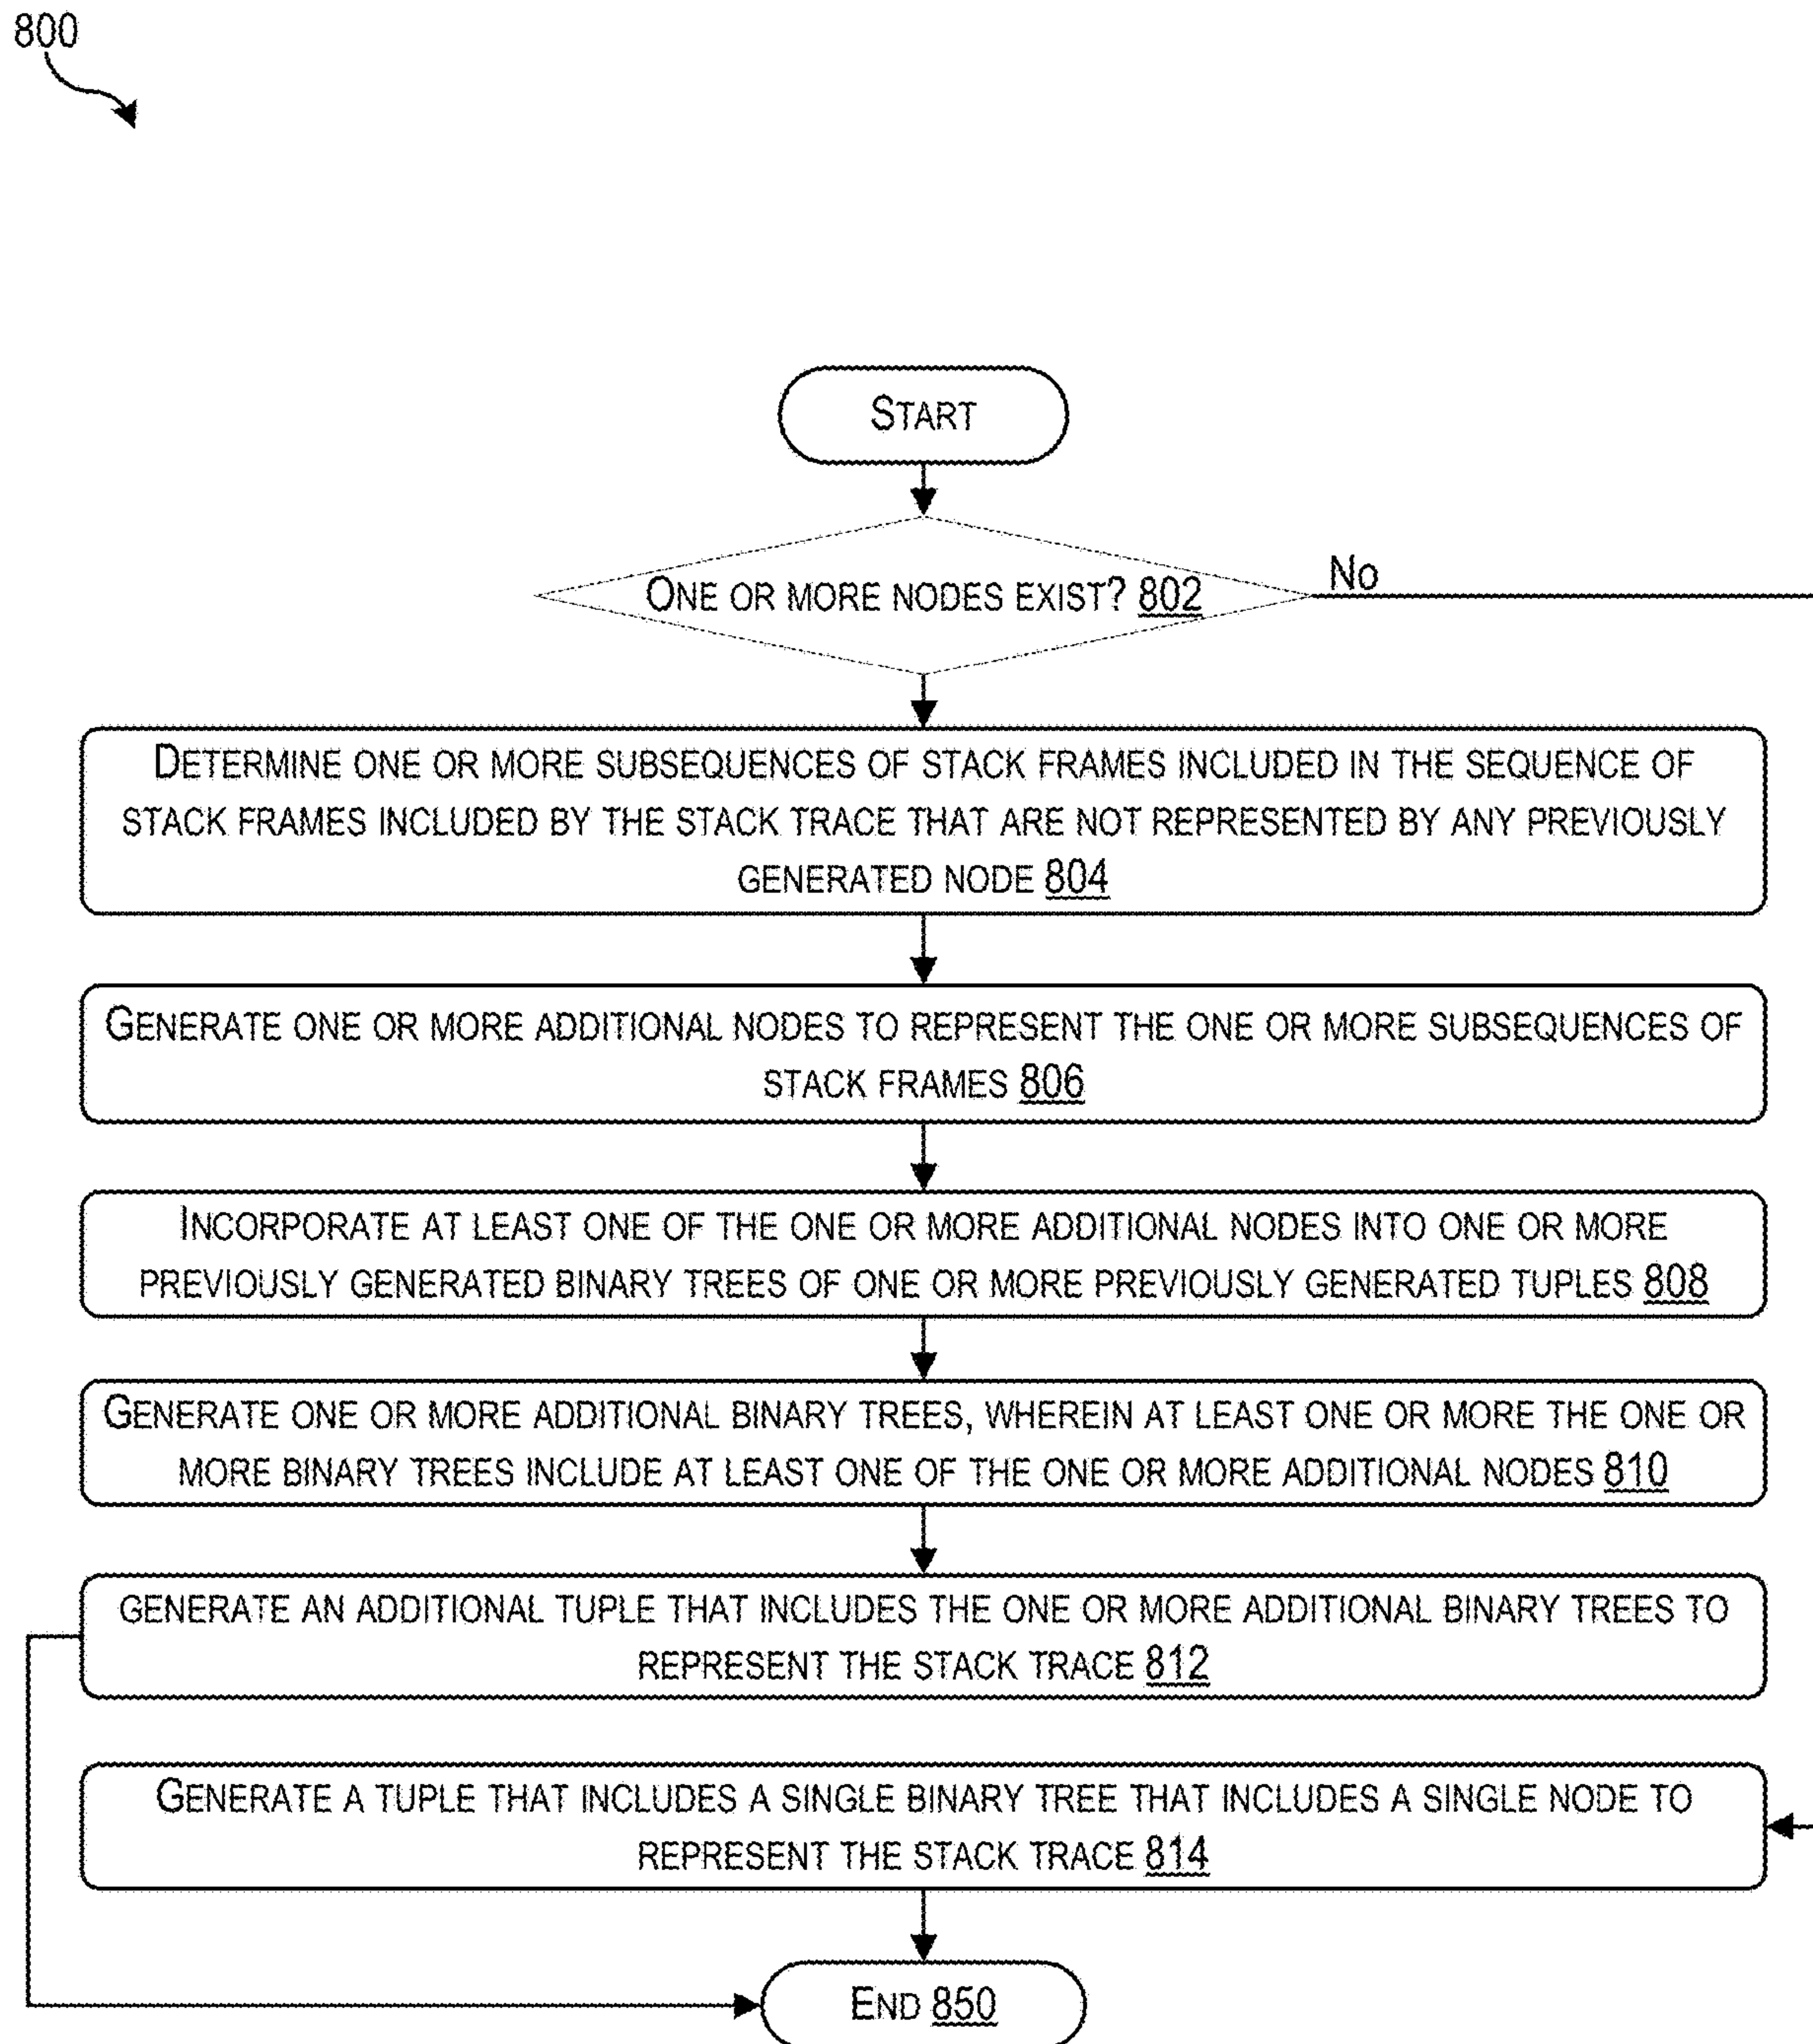 800
START
ONE OR MORE NODES EXIST? 802
NO
DETERMINE ONE OR MORE SUBSEQUENCES OF STACK FRAMES INCLUDED IN THE SEQUENCE OF
STACK FRAMES INCLUDED BY THE STACK TRACE THAT ARE NOT REPRESENTED BY ANY PREVIOUSLY
GENERATED NODE 804
GENERATE ONE OR MORE ADDITIONAL NODES TO REPRESENT THE ONE OR MORE SUBSEQUENCES OF
STACK FRAMES 806
INCORPORATE AT LEAST ONE OF THE ONE OR MORE ADDITIONAL NODES INTO ONE OR MORE
PREVIOUSLY GENERATED BINARY TREES OF ONE OR MORE PREVIOUSLY GENERATED TUPLES 808
GENERATE ONE OR MORE ADDITIONAL BINARY TREES, WHEREIN AT LEAST ONE OR MORE THE ONE OR
MORE BINARY TREES INCLUDE AT LEAST ONE OF THE ONE OR MORE ADDITIONAL NODES 810
GENERATE AN ADDITIONAL TUPLE THAT INCLUDES THE ONE OR MORE ADDITIONAL BINARY TREES TO
REPRESENT THE STACK TRACE 812
GENERATE A TUPLE THAT INCLUDES A SINGLE BINARY TREE THAT INCLUDES A SINGLE NODE TO
REPRESENT THE STACK TRACE 814
END 850